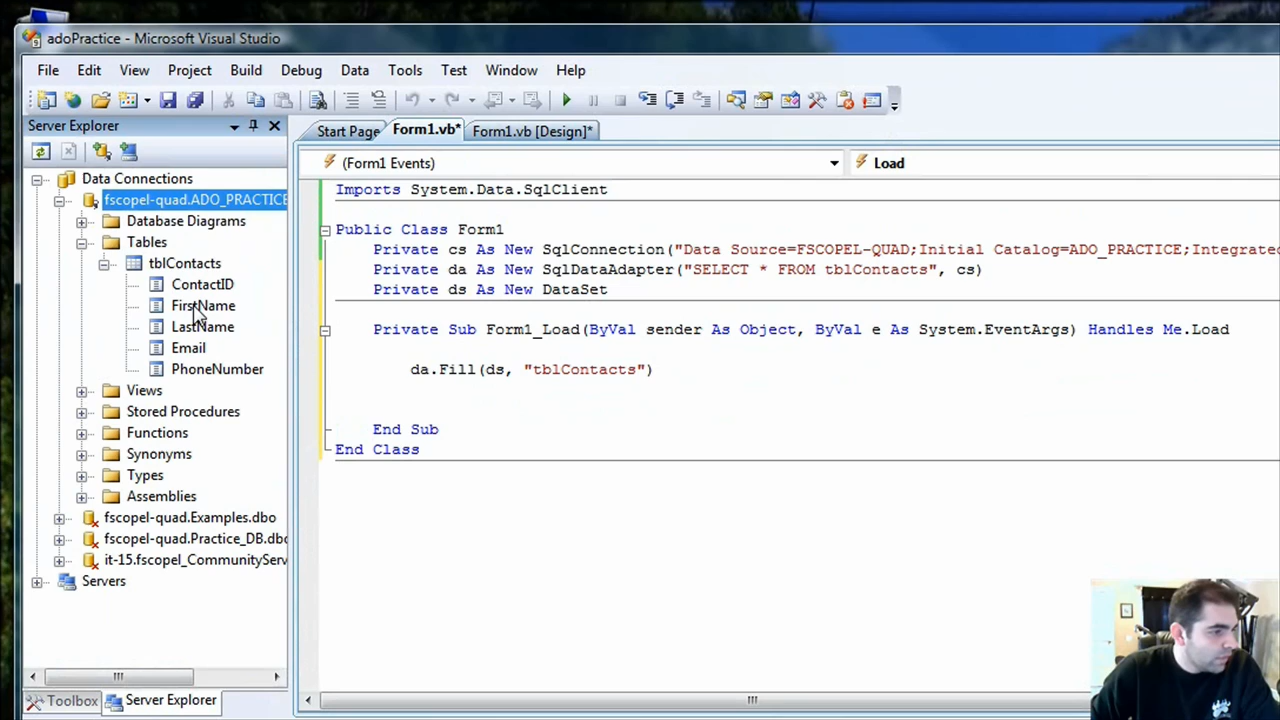 adoPractice - Microsoft Visual Studio
File Edit View Project Build Debug Data Tools Test Window Help
Server Explorer
Start Page Form1.vb* Form1.vb [Design]*
(Form1 Events) Load
Data Connections
fscopel-quad.ADO_PRACTICE
Database Diagrams
Tables
tblContacts
ContactID
FirstName
LastName
Email
PhoneNumber
Views
Stored Procedures
Functions
Synonyms
Types
Assemblies
fscopel-quad.Examples.dbo
fscopel-quad.Practice_DB.dbo
it-15.fscopel_CommunityServ
Servers
Toolbox Server Explorer
Imports System.Data.SqlClient
Public Class Form1
Private cs As New SqlConnection("Data Source=FSCOPEL-QUAD;Initial Catalog=ADO_PRACTICE;Integrate
Private da As New SqlDataAdapter("SELECT * FROM tblContacts", cs)
Private ds As New DataSet
Private Sub Form1_Load(ByVal sender As Object, ByVal e As System.EventArgs) Handles Me.Load
da.Fill(ds, "tblContacts")
End Sub
End Class